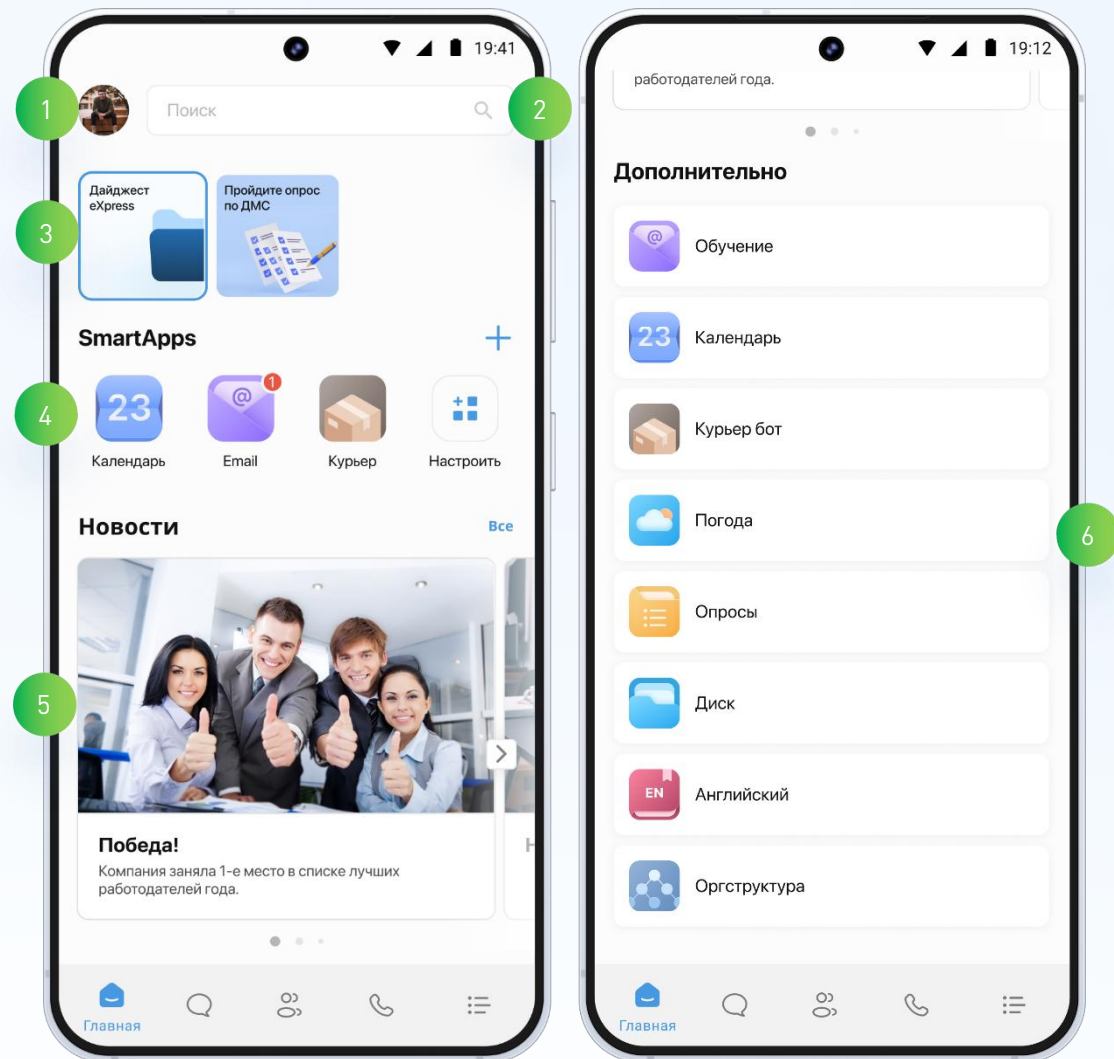 19:41
1
Поиск
2
3
Дайджест
eXpress
Пройдите опрос
по ДМС
SmartApps
4
23
@
1
Календарь
Email
Курьер
Настроить
Новости
Все
5
Победа!
Компания заняла 1-е место в списке лучших
работодателей года.
Н
Главная
19:12
работодателей года.
Дополнительно
@
Обучение
23
Календарь
Курьер бот
Погода
6
Опросы
Диск
EN
Английский
Оргструктура
Главная